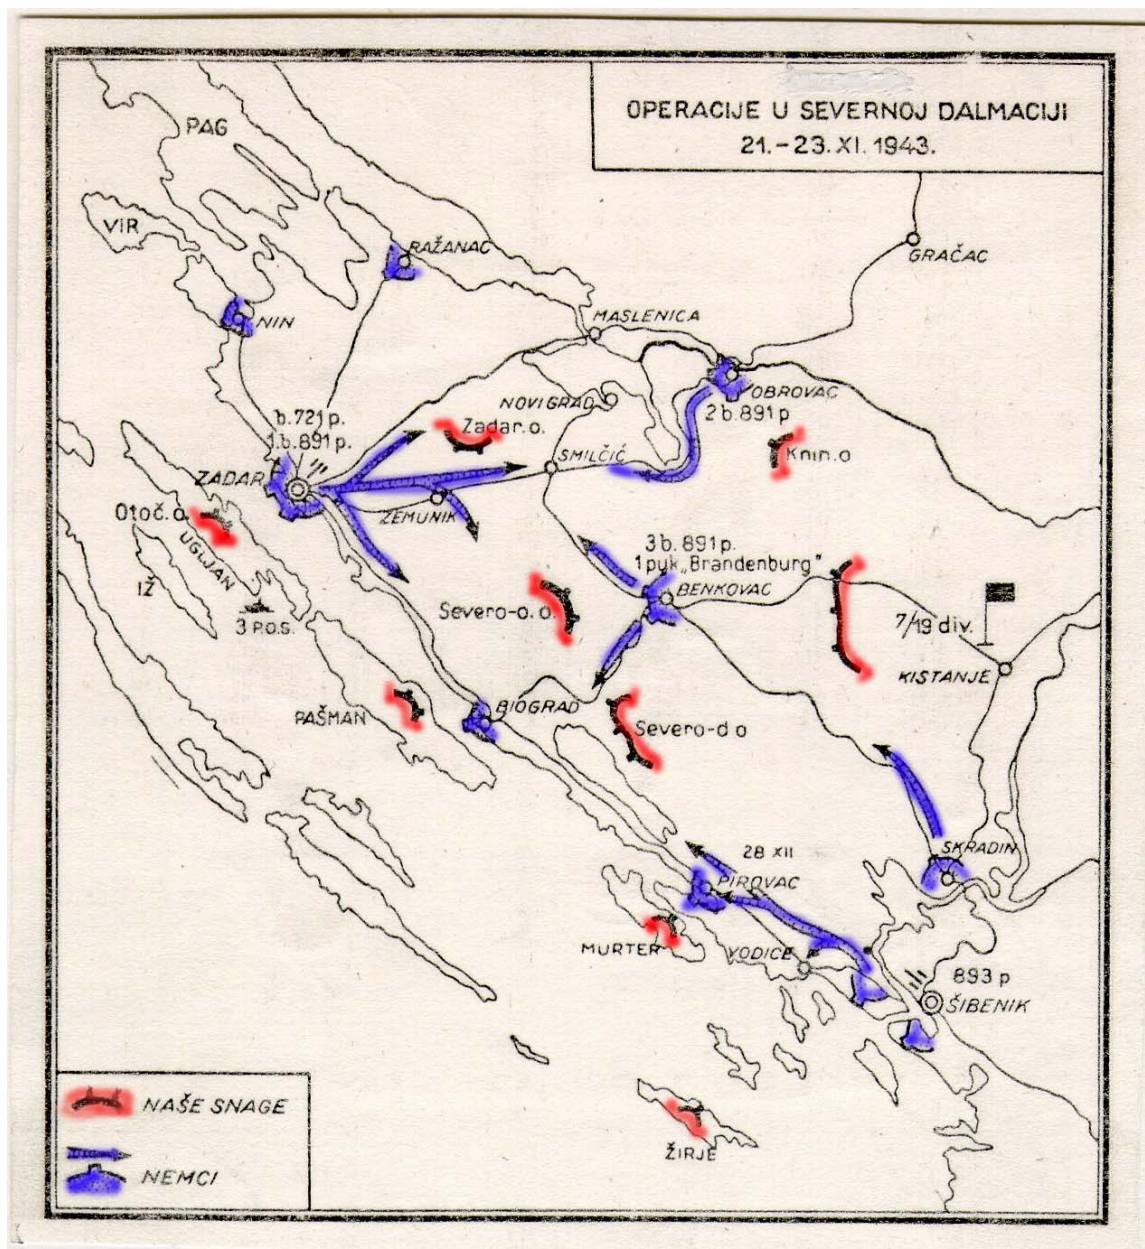 OPERACIJE U SEVERNOJ DALMACIJI
21.-23. XI. 1943.
PAG
VIR
RAŽANAC
GRAČAC
NIN
MASLENICA
OBROVAC
2 b. 891 p
NOVIGRAD
b. 721 p.
1.b. 891 p.
Zadar. o.
SMILČIĆ
Knin. o
ZADAR
ZEMUNIK
Otoč. o.
UGLJAN
IŽ
3 P.O.S.
3 b. 891 p.
1 puk „Brandenburg"
BENKOVAC
Severo-o. o.
7/19 div.
KISTANJE
PAŠMAN
BIOGRAD
Severo-d o
28 XII
SKRADIN
PIROVAC
MURTER
VODICE
893 p
ŠIBENIK
ŽIRJE
NAŠE SNAGE
NEMCI